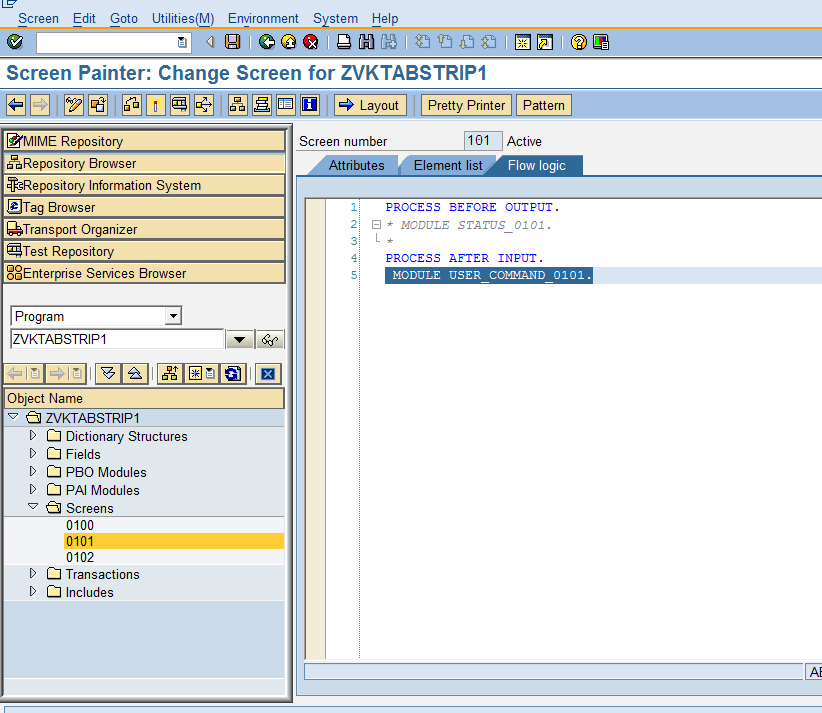 Screen Edit Goto Utilities(M) Environment System Help
Screen Painter: Change Screen for ZVKTABSTRIP1
Layout Pretty Printer Pattern
MIME Repository
Repository Browser
Repository Information System
Tag Browser
Transport Organizer
Test Repository
Enterprise Services Browser
Program
ZVKTABSTRIP1
Object Name
ZVKTABSTRIP1
Dictionary Structures
Fields
PBO Modules
PAI Modules
Screens
0100
0101
0102
Transactions
Includes
Screen number 101 Active
Attributes Element list Flow logic
1 PROCESS BEFORE OUTPUT.
2 * MODULE STATUS_0101.
3 *
4 PROCESS AFTER INPUT.
5 MODULE USER_COMMAND_0101.